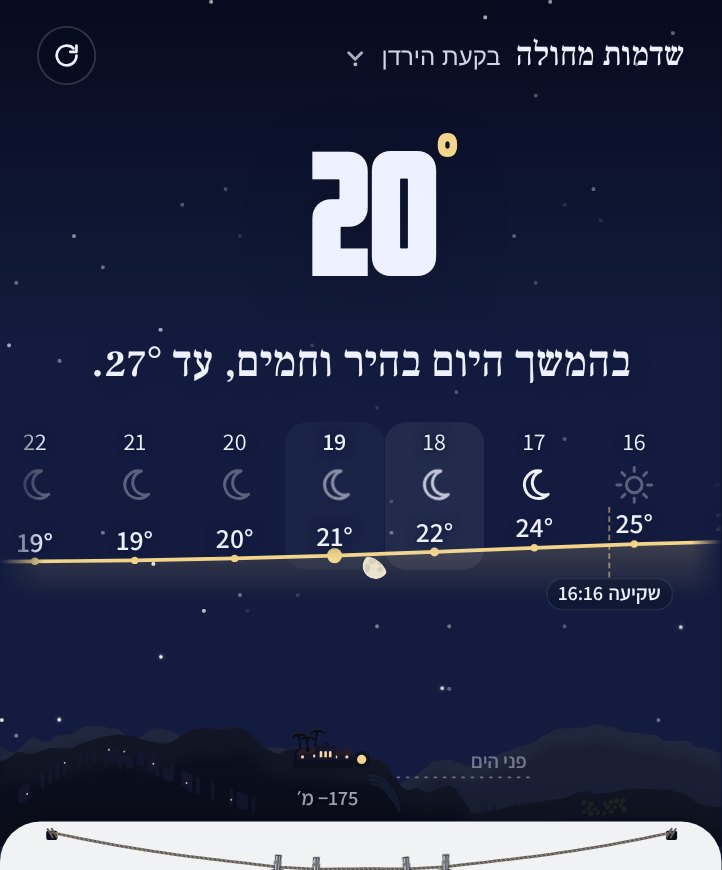 שדמות מחולה בקעת הירדן
20°
בהמשך היום בהיר וחמים, עד 27°.
16 17 18 19 20 21 22
25° 24° 22° 21° 20° 19° 19°
שקיעה 16:16
פני הים
−175 מ׳